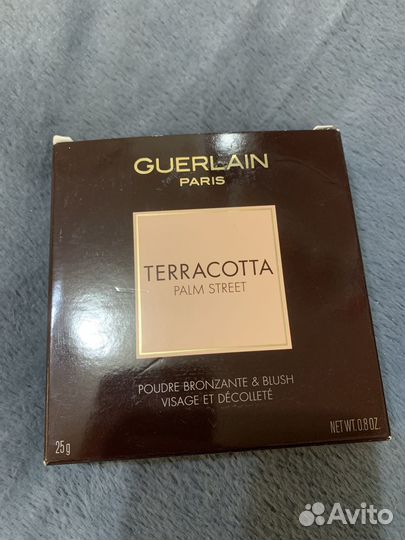 GUERLAIN
PARIS
TERRACOTTA
PALM STREET
POUDRE BRONZANTE & BLUSH
VISAGE ET DÉCOLLETÉ
25g
NET WT. 0.8 OZ.
Avito